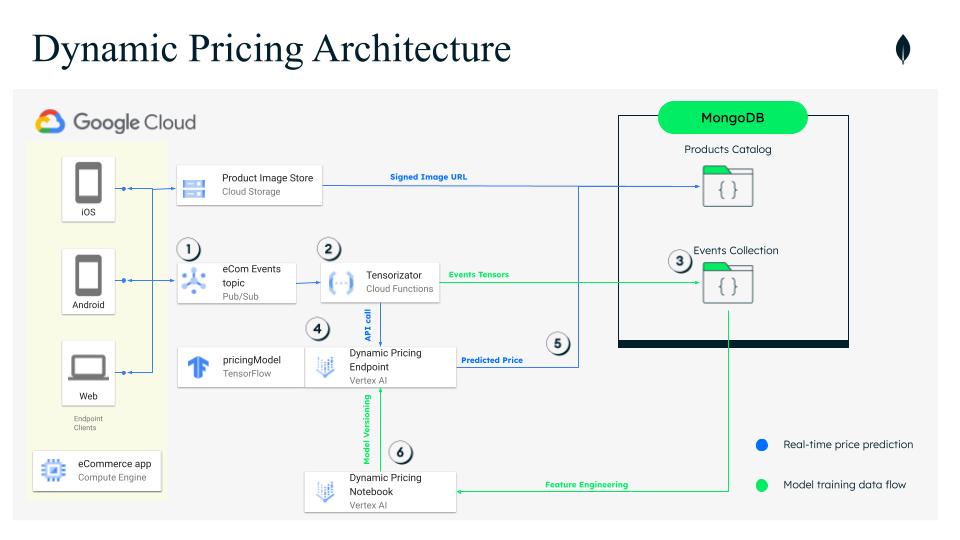 Dynamic Pricing Architecture
Google Cloud
MongoDB
Products Catalog
Product Image Store
Cloud Storage
Signed Image URL
iOS
1
2
eCom Events
topic
Pub/Sub
Tensorizator
Cloud Functions
Events Tensors
3
Events Collection
Android
API call
4
5
pricingModel
TensorFlow
Dynamic Pricing
Endpoint
Vertex AI
Predicted Price
Web
Endpoint
Clients
Model Versioning
6
eCommerce app
Compute Engine
Dynamic Pricing
Notebook
Vertex AI
Feature Engineering
Real-time price prediction
Model training data flow